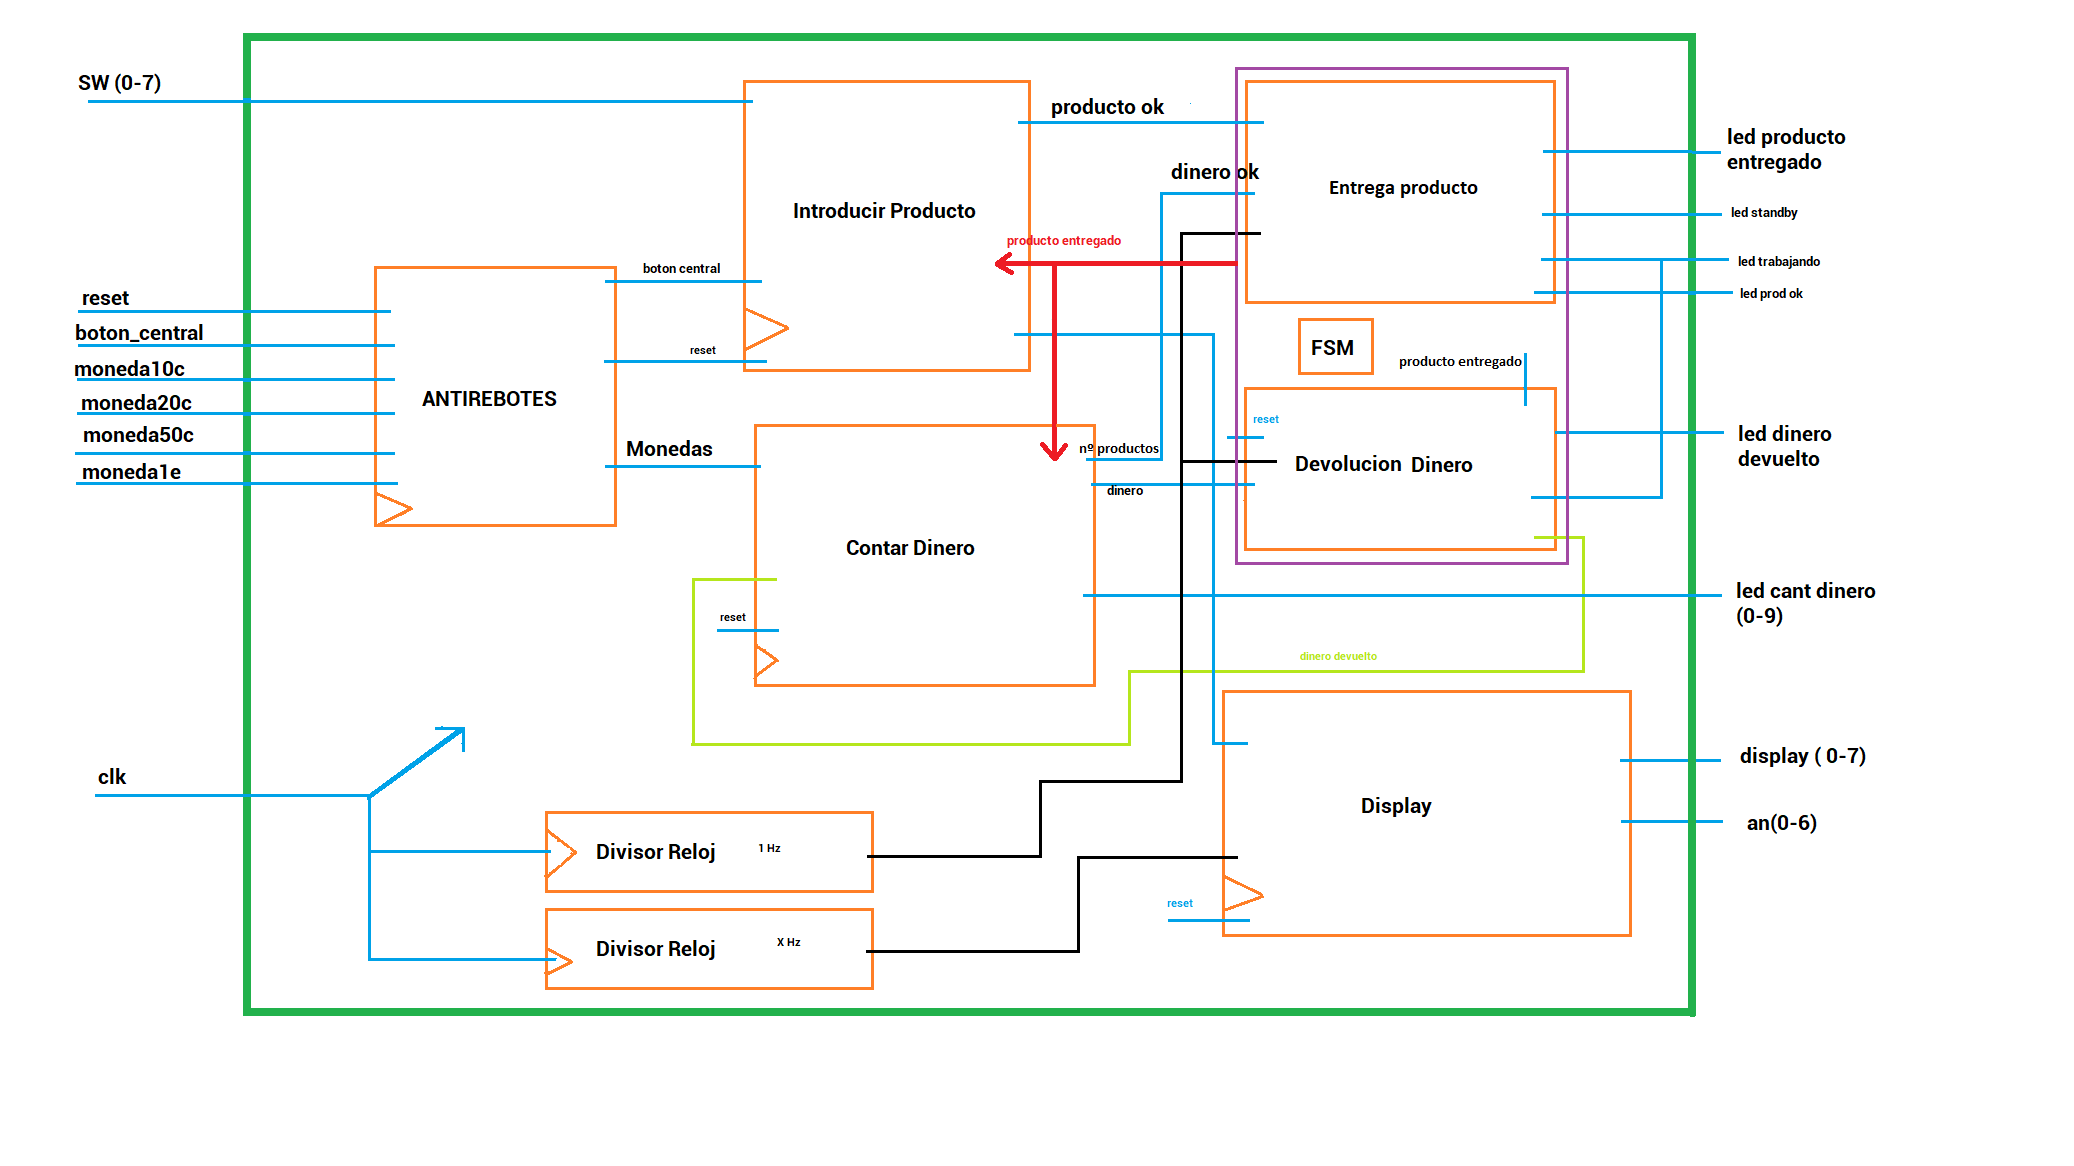 SW (0-7)
producto ok
led producto
entregado
dinero ok
Entrega producto
Introducir Producto
led standby
producto entregado
led trabajando
boton central
led prod ok
reset
boton_central
FSM
reset
producto entregado
moneda10c
ANTIREBOTES
moneda20c
reset
moneda50c
led dinero
devuelto
Monedas
nº productos
Devolucion Dinero
moneda1e
dinero
Contar Dinero
led cant dinero
(0-9)
reset
dinero devuelto
display ( 0-7)
clk
Display
an(0-6)
Divisor Reloj 1 Hz
reset
Divisor Reloj X Hz